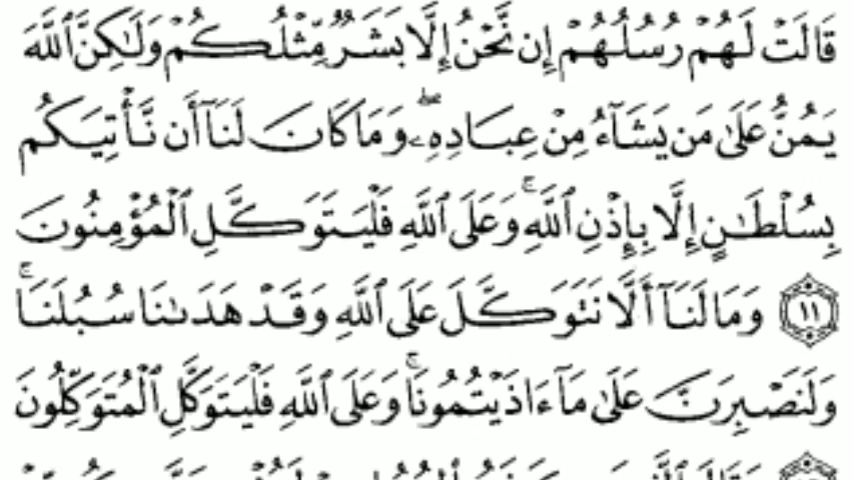 قَالَتْ لَهُمْ رُسُلُهُمْ إِن نَّحْنُ إِلَّا بَشَرٌ مِّثْلُكُمْ وَلَٰكِنَّ ٱللَّهَ
يَمُنُّ عَلَىٰ مَن يَشَآءُ مِنْ عِبَادِهِۦ ۖ وَمَا كَانَ لَنَآ أَن نَّأْتِيَكُم
بِسُلْطَٰنٍ إِلَّا بِإِذْنِ ٱللَّهِ ۚ وَعَلَى ٱللَّهِ فَلْيَتَوَكَّلِ ٱلْمُؤْمِنُونَ
١١ وَمَا لَنَآ أَلَّا نَتَوَكَّلَ عَلَى ٱللَّهِ وَقَدْ هَدَىٰنَا سُبُلَنَا ۚ
وَلَنَصْبِرَنَّ عَلَىٰ مَآ ءَاذَيْتُمُونَا ۚ وَعَلَى ٱللَّهِ فَلْيَتَوَكَّلِ ٱلْمُتَوَكِّلُونَ